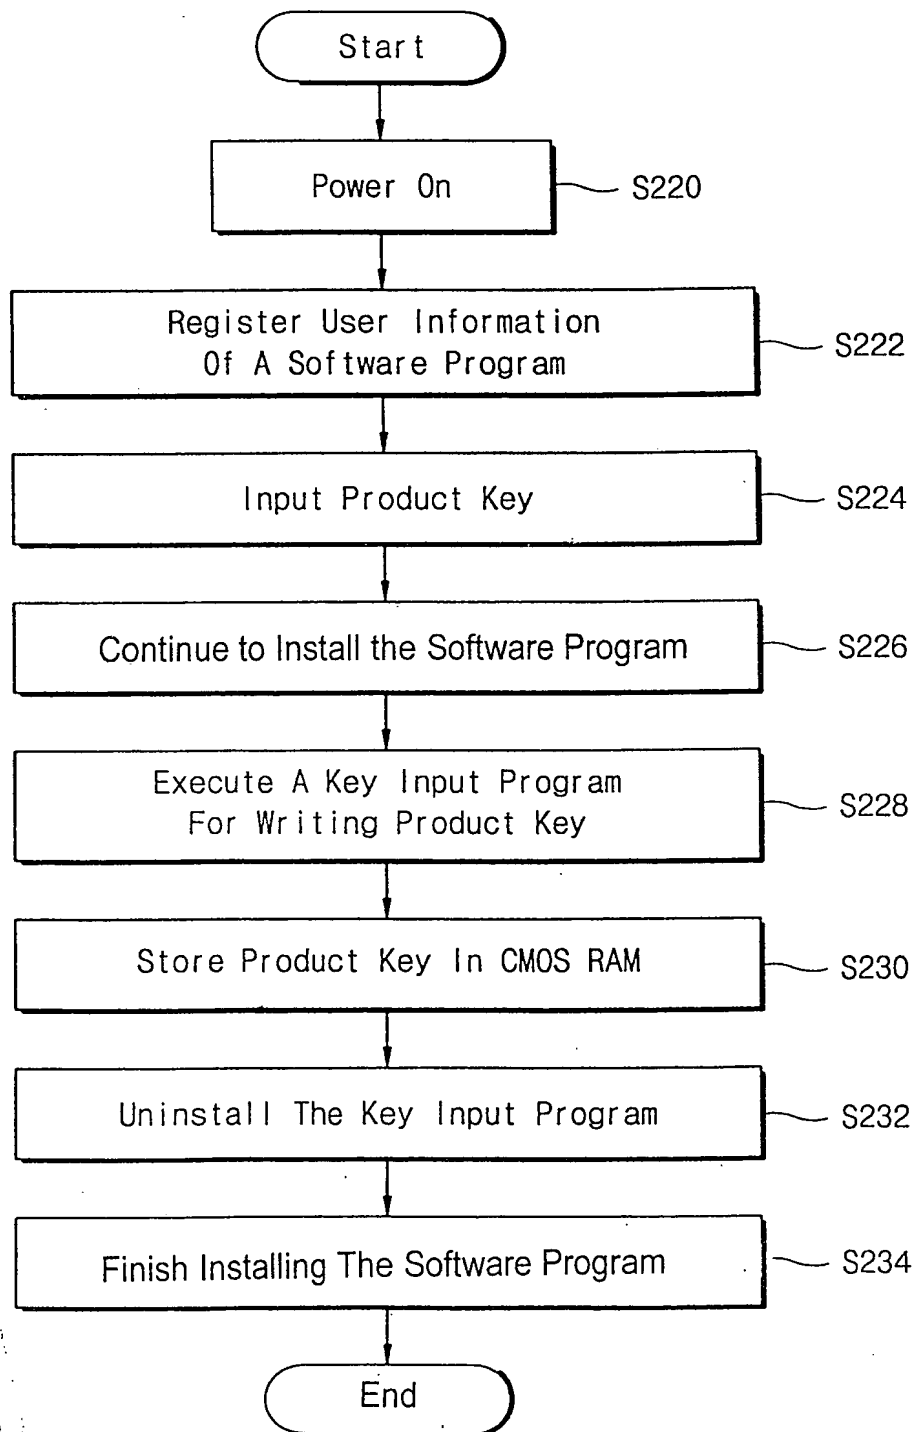 Start
Power On
S220
Register User Information
Of A Software Program
S222
Input Product Key
S224
Continue to Install the Software Program
S226
Execute A Key Input Program
For Writing Product Key
S228
Store Product Key In CMOS RAM
S230
Uninstall The Key Input Program
S232
Finish Installing The Software Program
S234
End